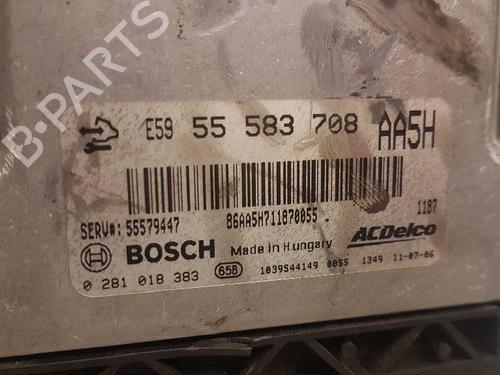 B-PARTS
E59 55 583 708 AA5H
SERV#: 55579447 86AA5H711870055 1187
BOSCH Made in Hungary ACDelco
0 281 018 383 658 1039S44149 0055 1349 11-07-06